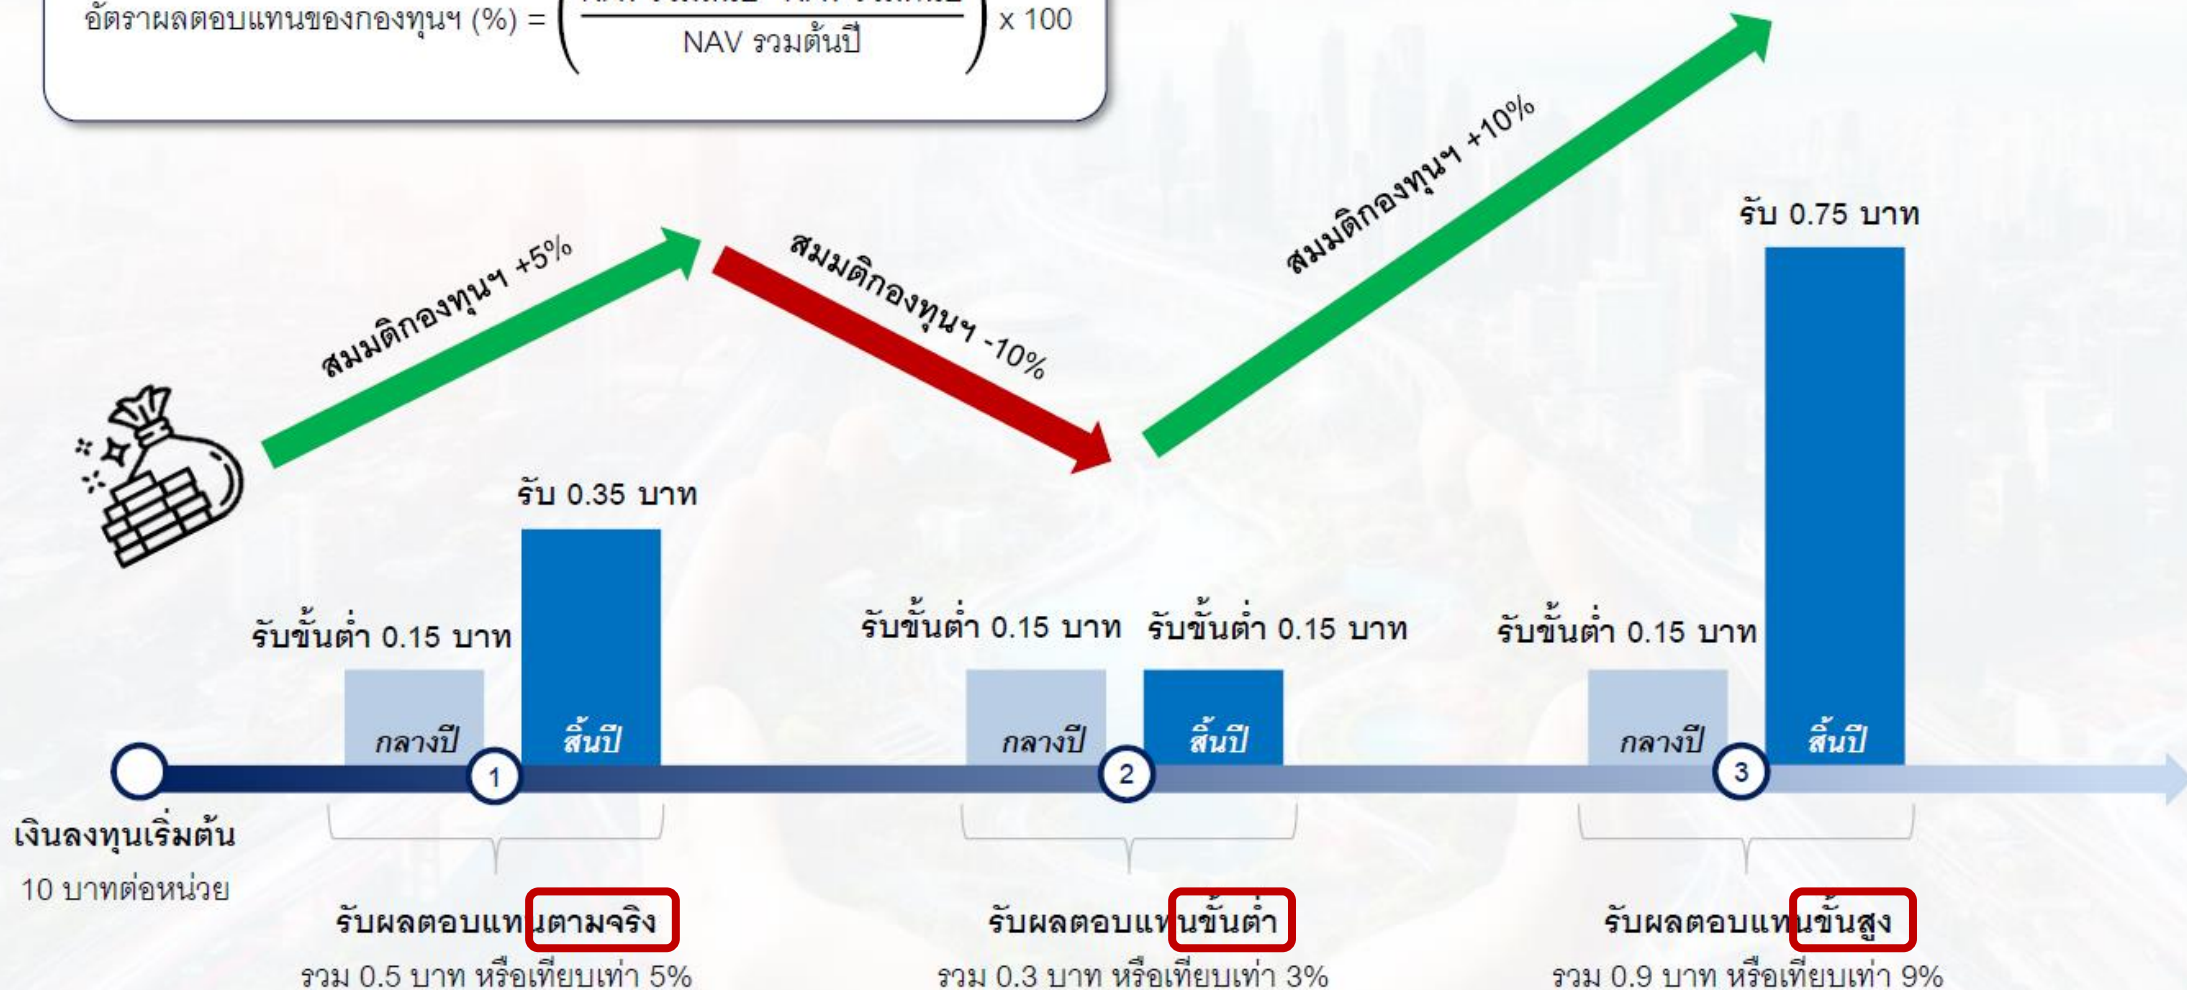 อัตราผลตอบแทนของกองทุนฯ (%) = ( / NAV รวมต้นปี ) x 100
สมมติกองทุนฯ +5%
สมมติกองทุนฯ -10%
สมมติกองทุนฯ +10%
รับ 0.75 บาท
รับ 0.35 บาท
รับขั้นต่ำ 0.15 บาท
รับขั้นต่ำ 0.15 บาท
รับขั้นต่ำ 0.15 บาท
รับขั้นต่ำ 0.15 บาท
กลางปี
สิ้นปี
กลางปี
สิ้นปี
กลางปี
สิ้นปี
1
2
3
เงินลงทุนเริ่มต้น
10 บาทต่อหน่วย
รับผลตอบแทนตามจริง
รวม 0.5 บาท หรือเทียบเท่า 5%
รับผลตอบแทนขั้นต่ำ
รวม 0.3 บาท หรือเทียบเท่า 3%
รับผลตอบแทนขั้นสูง
รวม 0.9 บาท หรือเทียบเท่า 9%